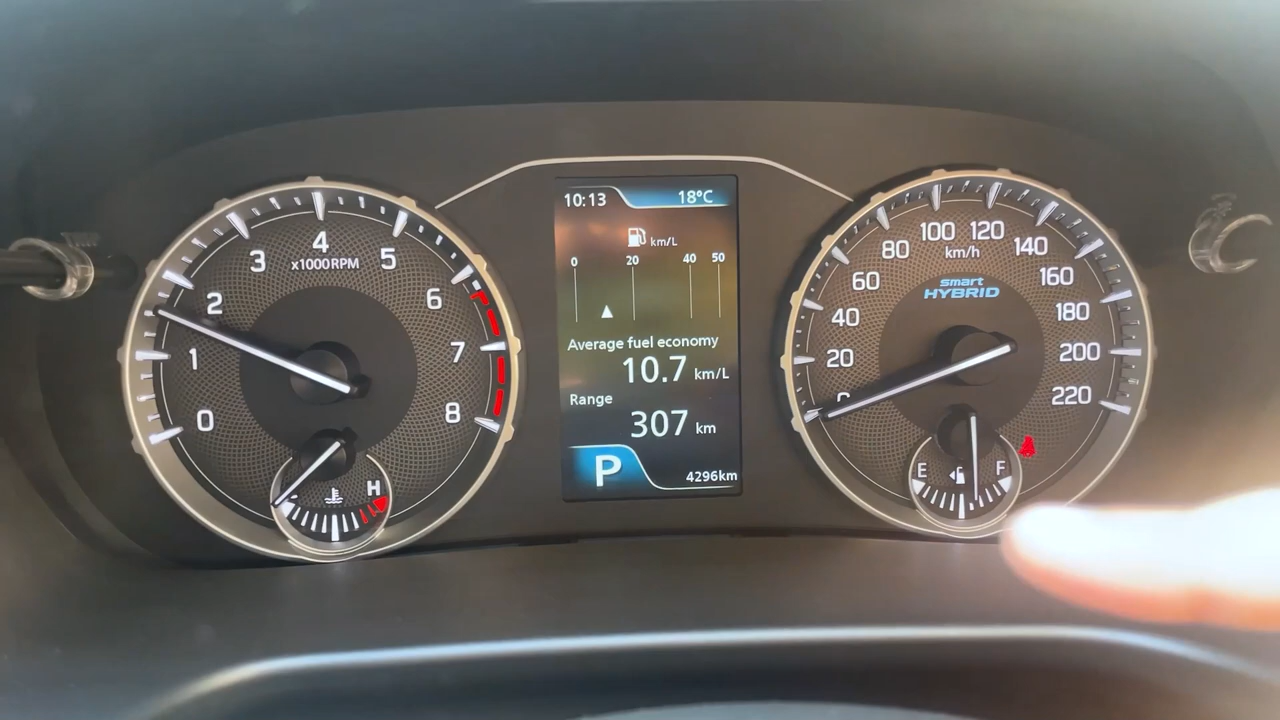 10:13 18°C
km/L
0 20 40 50
Average fuel economy
10.7 km/L
Range
307 km
P 4296km
0 1 2 3 4 5 6 7 8
x1000RPM
H
0 20 40 60 80 100 120 140 160 180 200 220
km/h
smart
HYBRID
E F